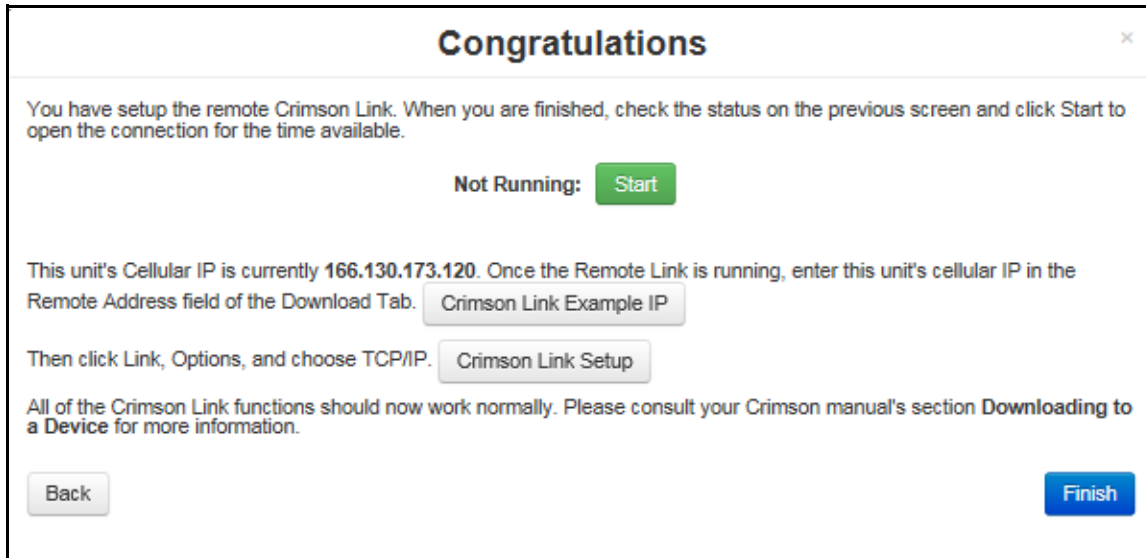 Congratulations
×
You have setup the remote Crimson Link. When you are finished, check the status on the previous screen and click Start to
open the connection for the time available.
Not Running: Start
This unit's Cellular IP is currently 166.130.173.120. Once the Remote Link is running, enter this unit's cellular IP in the
Remote Address field of the Download Tab. Crimson Link Example IP
Then click Link, Options, and choose TCP/IP. Crimson Link Setup
All of the Crimson Link functions should now work normally. Please consult your Crimson manual's section Downloading to
a Device for more information.
Back Finish